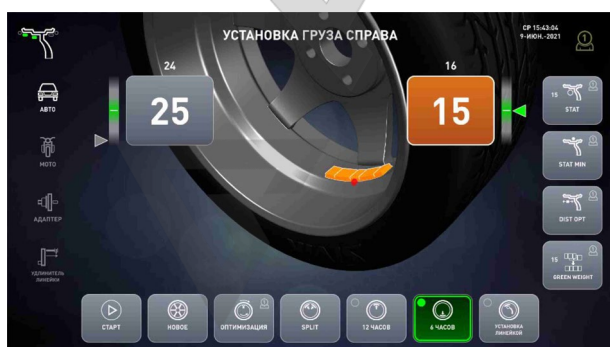 УСТАНОВКА ГРУЗА СПРАВА
СР 15:43:04
9-ИЮН.-2021
1
24
16
25
15
АВТО
МОТО
АДАПТЕР
УДЛИНИТЕЛЬ
ЛИНЕЙКИ
15
STAT
STAT MIN
DIST OPT
15
GREEN WEIGHT
СТАРТ
НОВОЕ
ОПТИМИЗАЦИЯ
SPLIT
12 ЧАСОВ
6 ЧАСОВ
УСТАНОВКА
ЛИНЕЙКОЙ